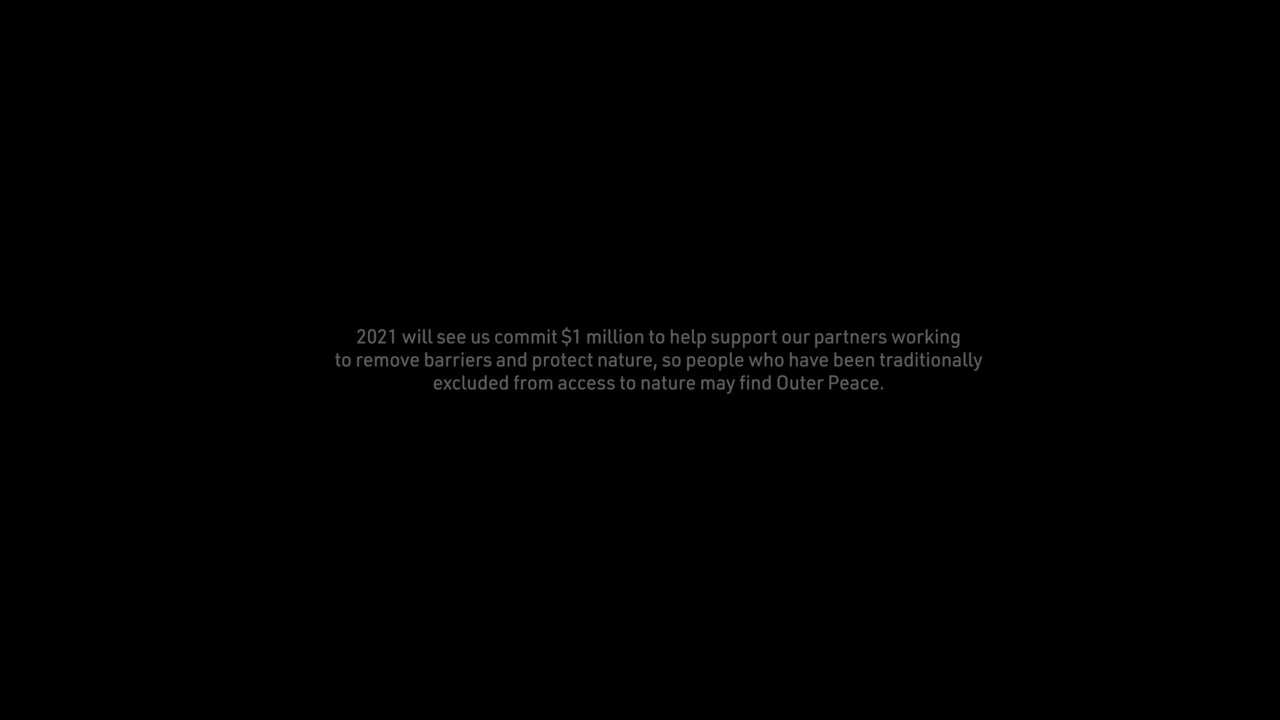 2021 will see us commit $1 million to help support our partners working
to remove barriers and protect nature, so people who have been traditionally
excluded from access to nature may find Outer Peace.